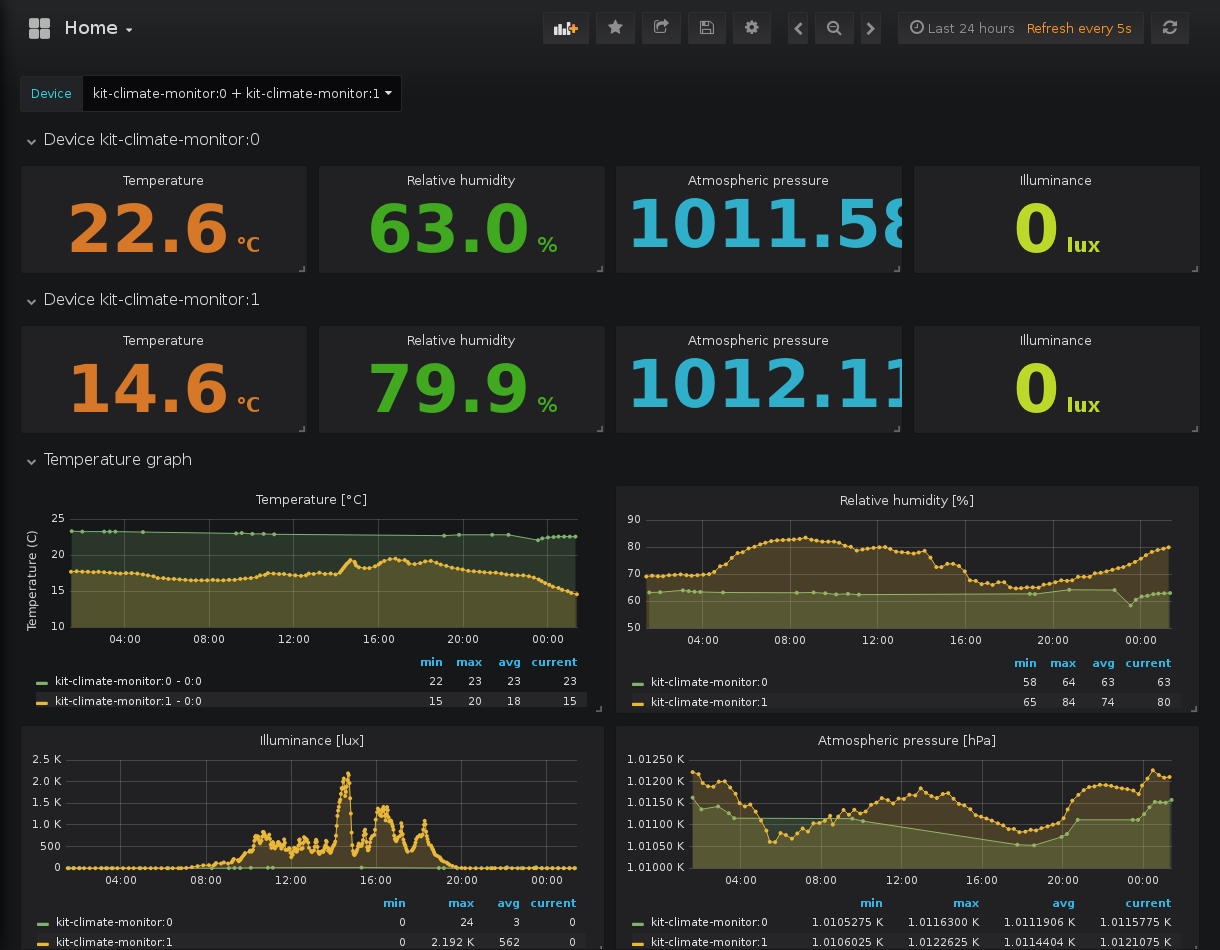 Home
Last 24 hours Refresh every 5s
Device kit-climate-monitor:0 + kit-climate-monitor:1
Device kit-climate-monitor:0
Temperature Relative humidity Atmospheric pressure Illuminance
22.6 °C 63.0 % 1011.58 0 lux
Device kit-climate-monitor:1
Temperature Relative humidity Atmospheric pressure Illuminance
14.6 °C 79.9 % 1012.11 0 lux
Temperature graph
Temperature [°C]
Temperature (C)
25
20
15
10
04:00 08:00 12:00 16:00 20:00 00:00
min max avg current
kit-climate-monitor:0 - 0:0 22 23 23 23
kit-climate-monitor:1 - 0:0 15 20 18 15
Relative humidity [%]
90
80
70
60
50
04:00 08:00 12:00 16:00 20:00 00:00
min max avg current
kit-climate-monitor:0 58 64 63 63
kit-climate-monitor:1 65 84 74 80
Illuminance [lux]
2.5 K
2.0 K
1.5 K
1.0 K
500
0
04:00 08:00 12:00 16:00 20:00 00:00
min max avg current
kit-climate-monitor:0 0 24 3 0
kit-climate-monitor:1 0 2.192 K 562 0
Atmospheric pressure [hPa]
1.01250 K
1.01200 K
1.01150 K
1.01100 K
1.01050 K
1.01000 K
04:00 08:00 12:00 16:00 20:00 00:00
min max avg current
kit-climate-monitor:0 1.0105275 K 1.0116300 K 1.0111906 K 1.0115775 K
kit-climate-monitor:1 1.0106025 K 1.0122625 K 1.0114404 K 1.0121075 K